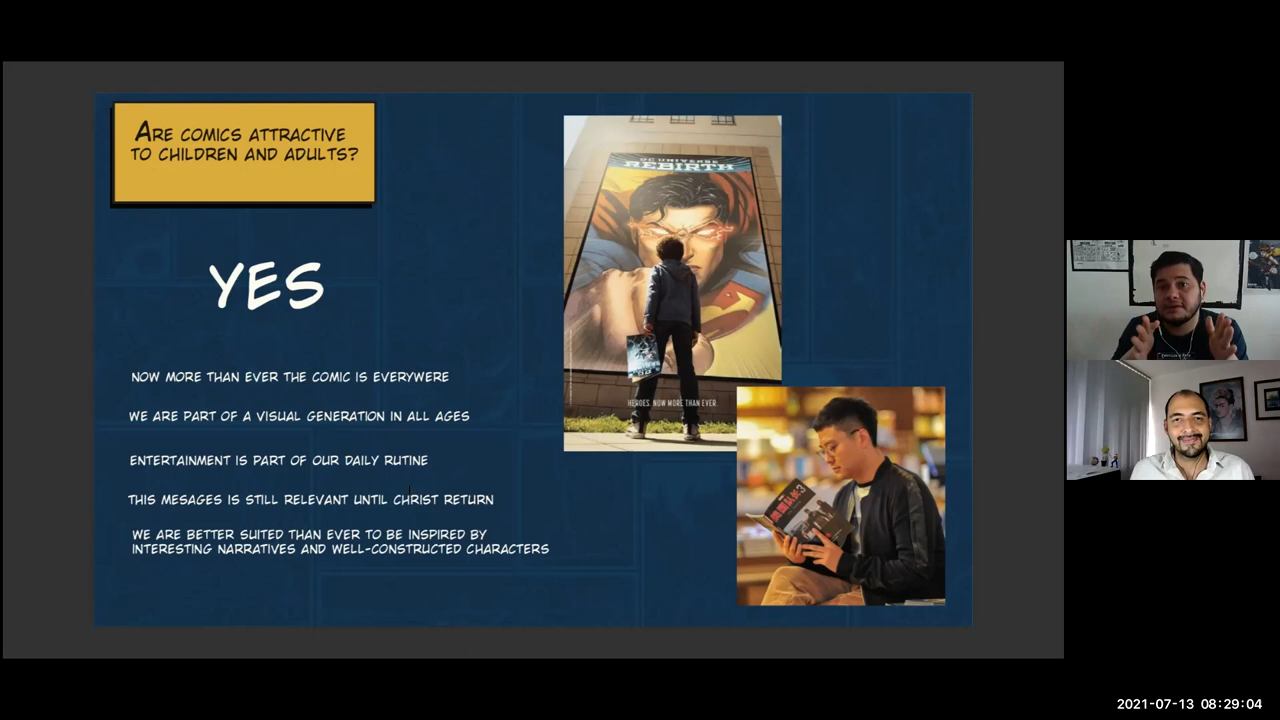 Are comics attractive
to children and adults?
YES
NOW MORE THAN EVER THE COMIC IS EVERYWERE
WE ARE PART OF A VISUAL GENERATION IN ALL AGES
ENTERTAINMENT IS PART OF OUR DAILY RUTINE
THIS MESAGES IS STILL RELEVANT UNTIL CHRIST RETURN
WE ARE BETTER SUITED THAN EVER TO BE INSPIRED BY
INTERESTING NARRATIVES AND WELL-CONSTRUCTED CHARACTERS
DC UNIVERSE
REBIRTH
HEROES. NOW MORE THAN EVER.
2021-07-13 08:29:04